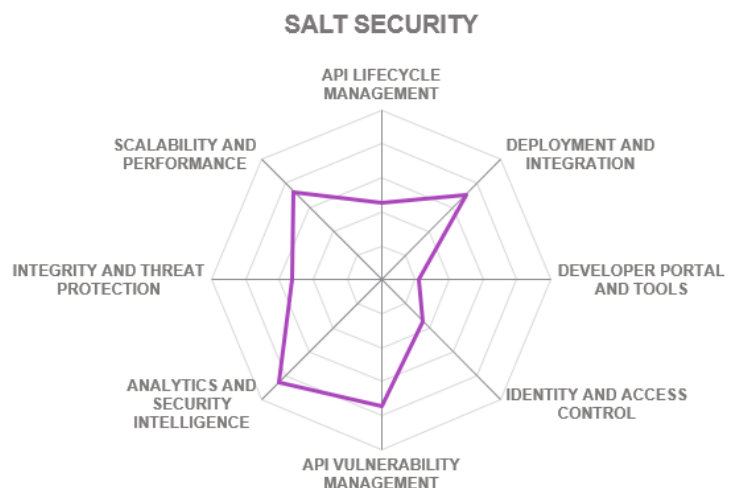 SALT SECURITY
API LIFECYCLE
MANAGEMENT
SCALABILITY AND
PERFORMANCE
DEPLOYMENT AND
INTEGRATION
INTEGRITY AND THREAT
PROTECTION
DEVELOPER PORTAL
AND TOOLS
ANALYTICS AND
SECURITY
INTELLIGENCE
IDENTITY AND ACCESS
CONTROL
API VULNERABILITY
MANAGEMENT